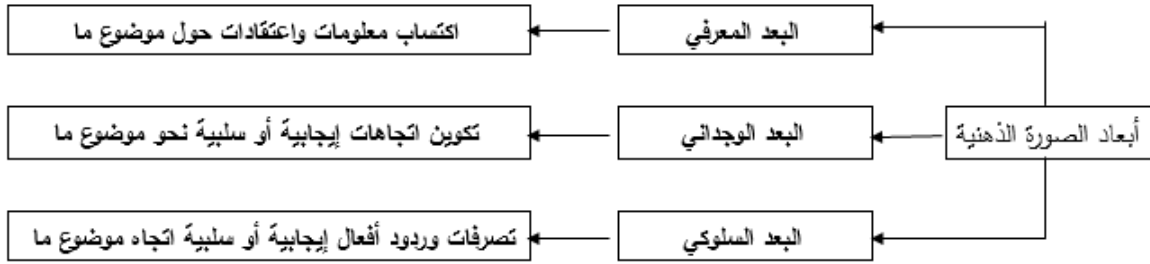 أبعاد الصورة الذهنية
البعد المعرفي
اكتساب معلومات واعتقادات حول موضوع ما
البعد الوجداني
تكوين اتجاهات إيجابية أو سلبية نحو موضوع ما
البعد السلوكي
تصرفات وردود أفعال إيجابية أو سلبية اتجاه موضوع ما